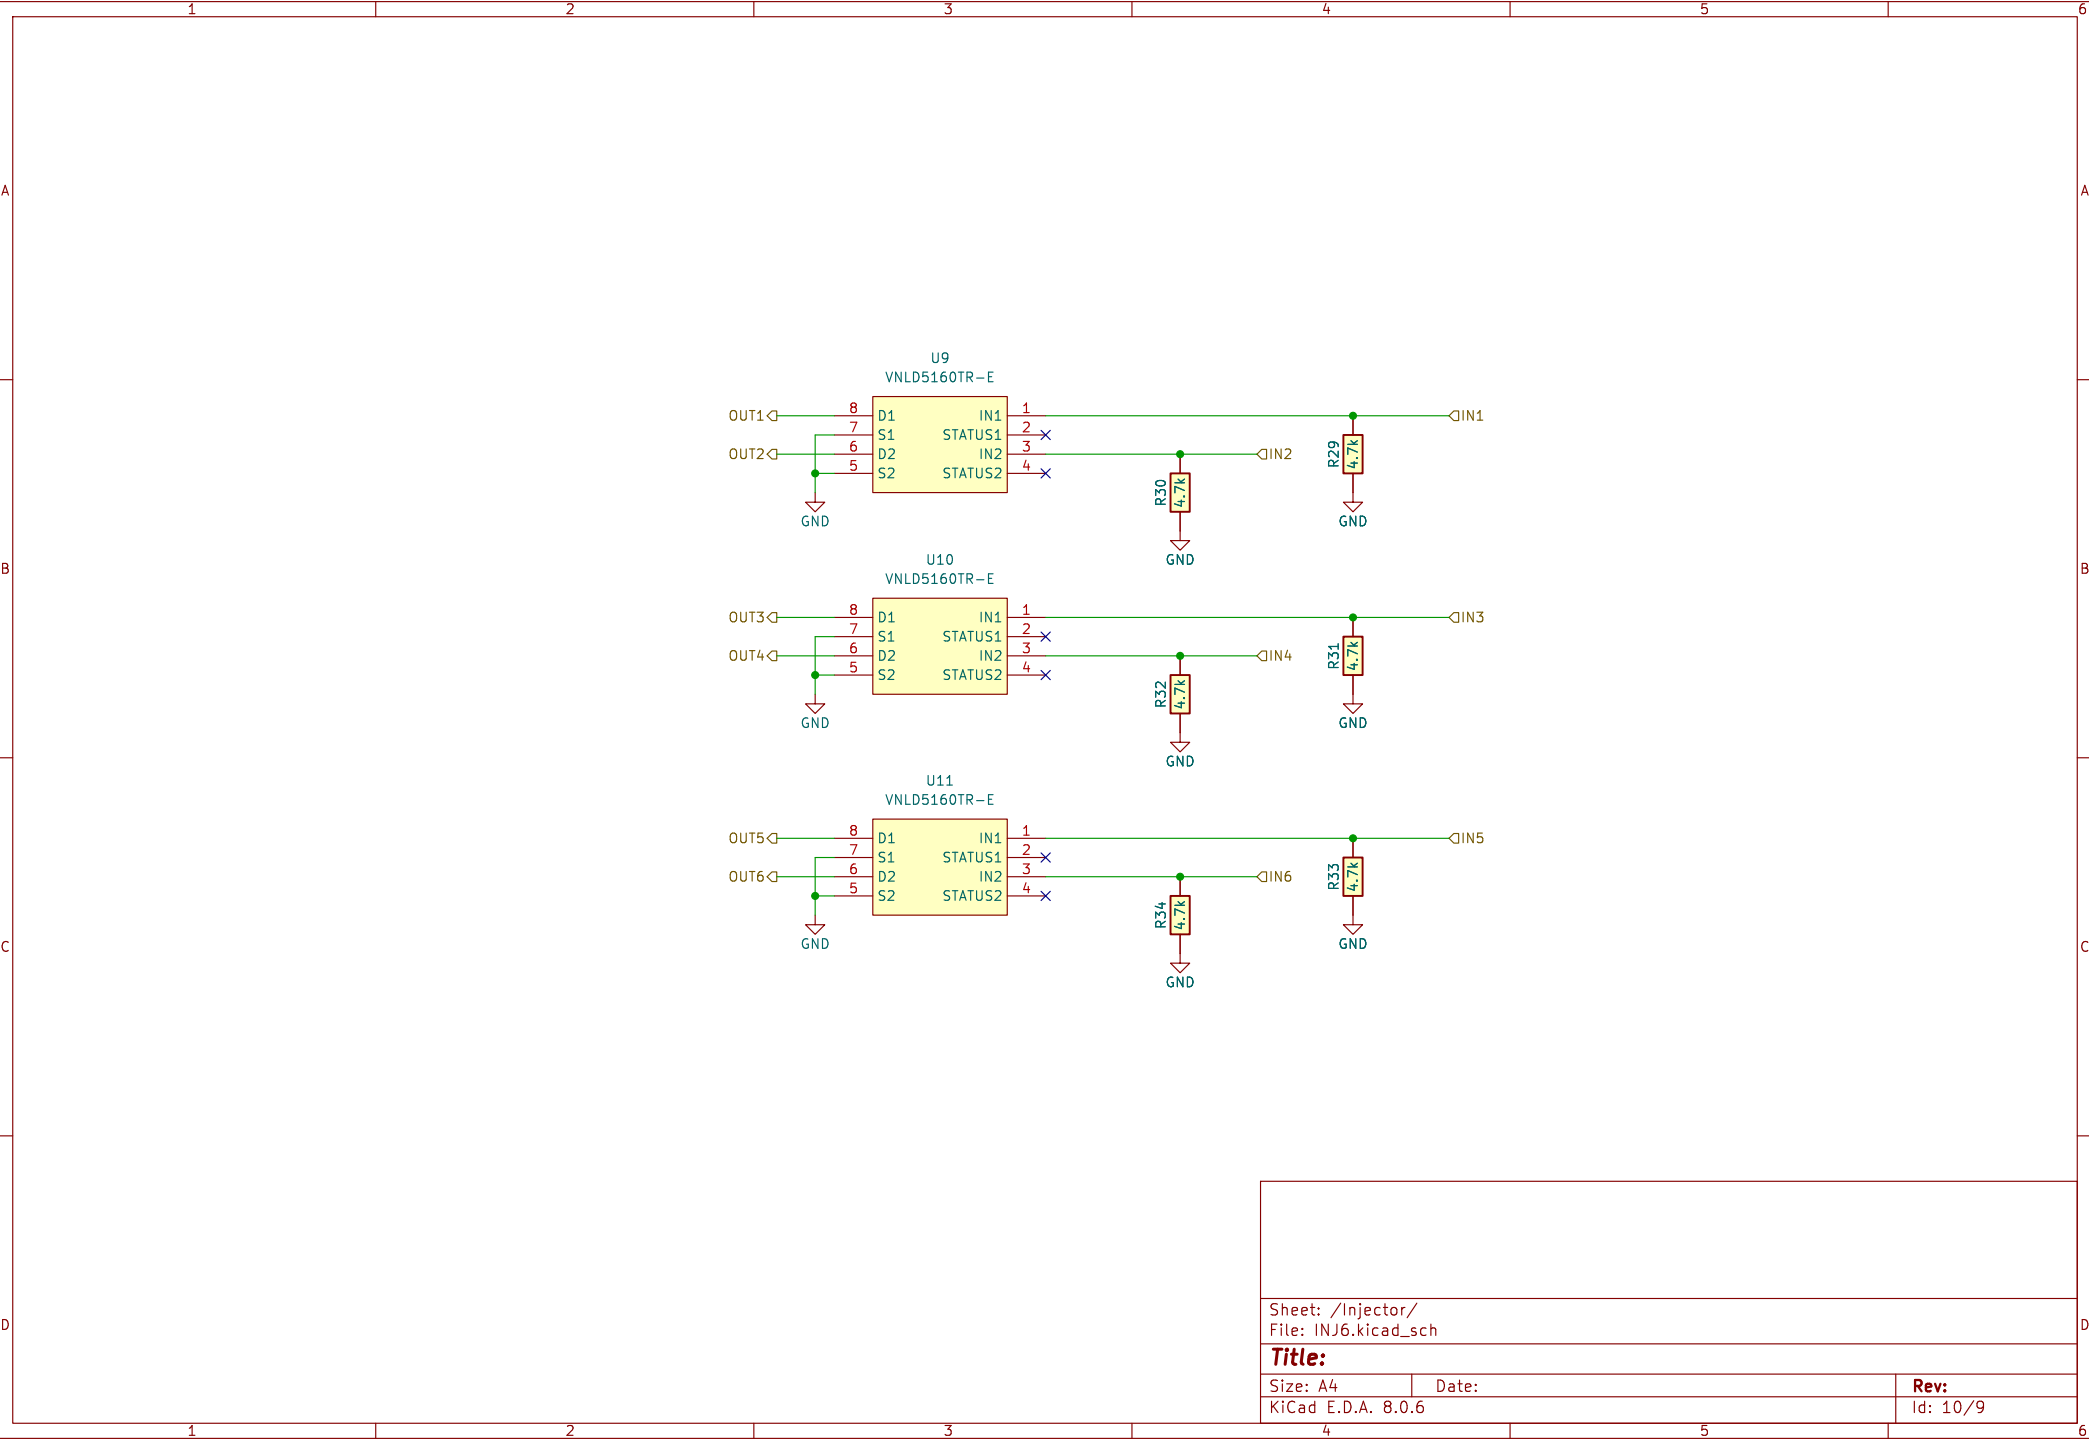 1 2 3 4 5 6
A A
U9
VNLD5160TR-E
OUT1 8 D1 IN1 1 IN1
7 S1 STATUS1 2
OUT2 6 D2 IN2 3 IN2
5 S2 STATUS2 4
R29 4.7k
R30 4.7k
GND GND
GND
B B
U10
VNLD5160TR-E
OUT3 8 D1 IN1 1 IN3
7 S1 STATUS1 2
OUT4 6 D2 IN2 3 IN4
5 S2 STATUS2 4
R31 4.7k
R32 4.7k
GND GND
GND
U11
VNLD5160TR-E
OUT5 8 D1 IN1 1 IN5
7 S1 STATUS1 2
OUT6 6 D2 IN2 3 IN6
5 S2 STATUS2 4
R33 4.7k
R34 4.7k
GND GND
C C
GND
Sheet: /Injector/
File: INJ6.kicad_sch
D D
Title:
Size: A4 Date: Rev:
KiCad E.D.A. 8.0.6 Id: 10/9
1 2 3 4 5 6